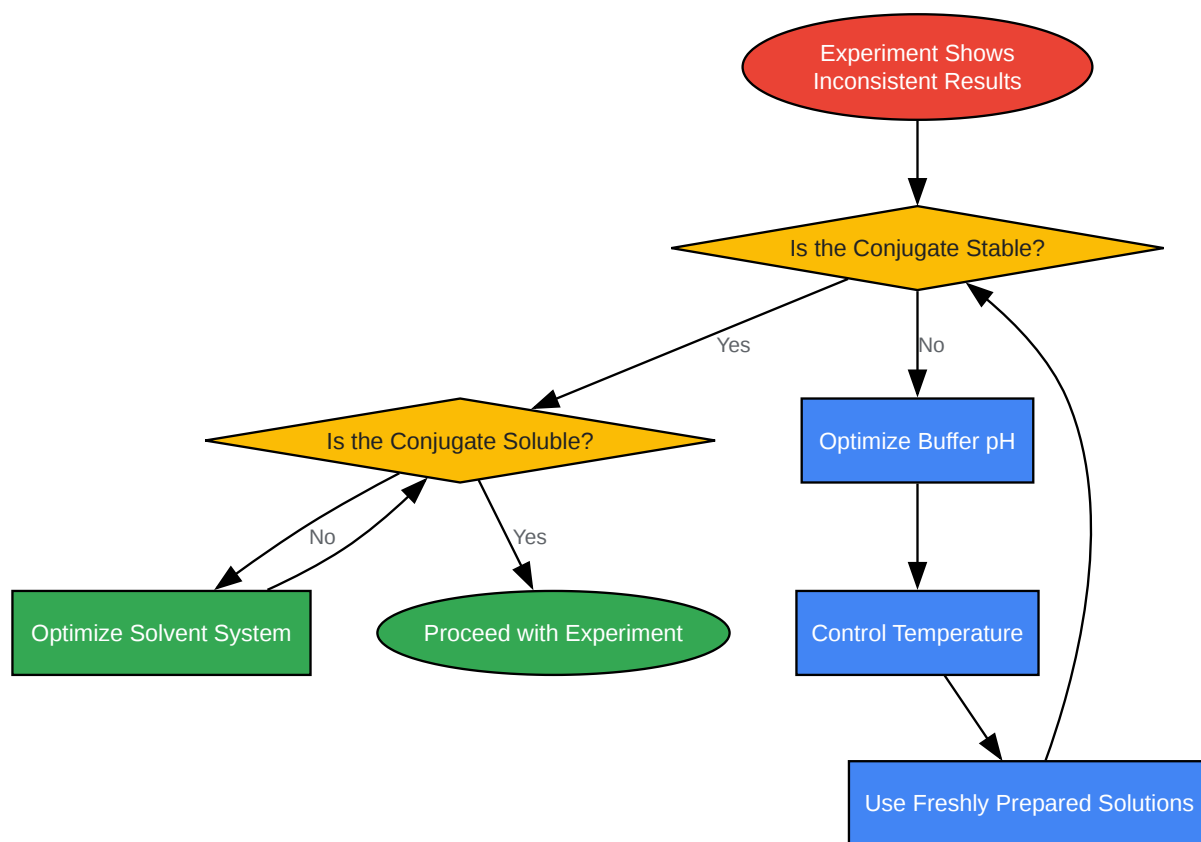 Experiment Shows
Inconsistent Results
Is the Conjugate Stable?
Yes
No
Is the Conjugate Soluble?
Optimize Buffer pH
No
Yes
Optimize Solvent System
Proceed with Experiment
Control Temperature
Use Freshly Prepared Solutions